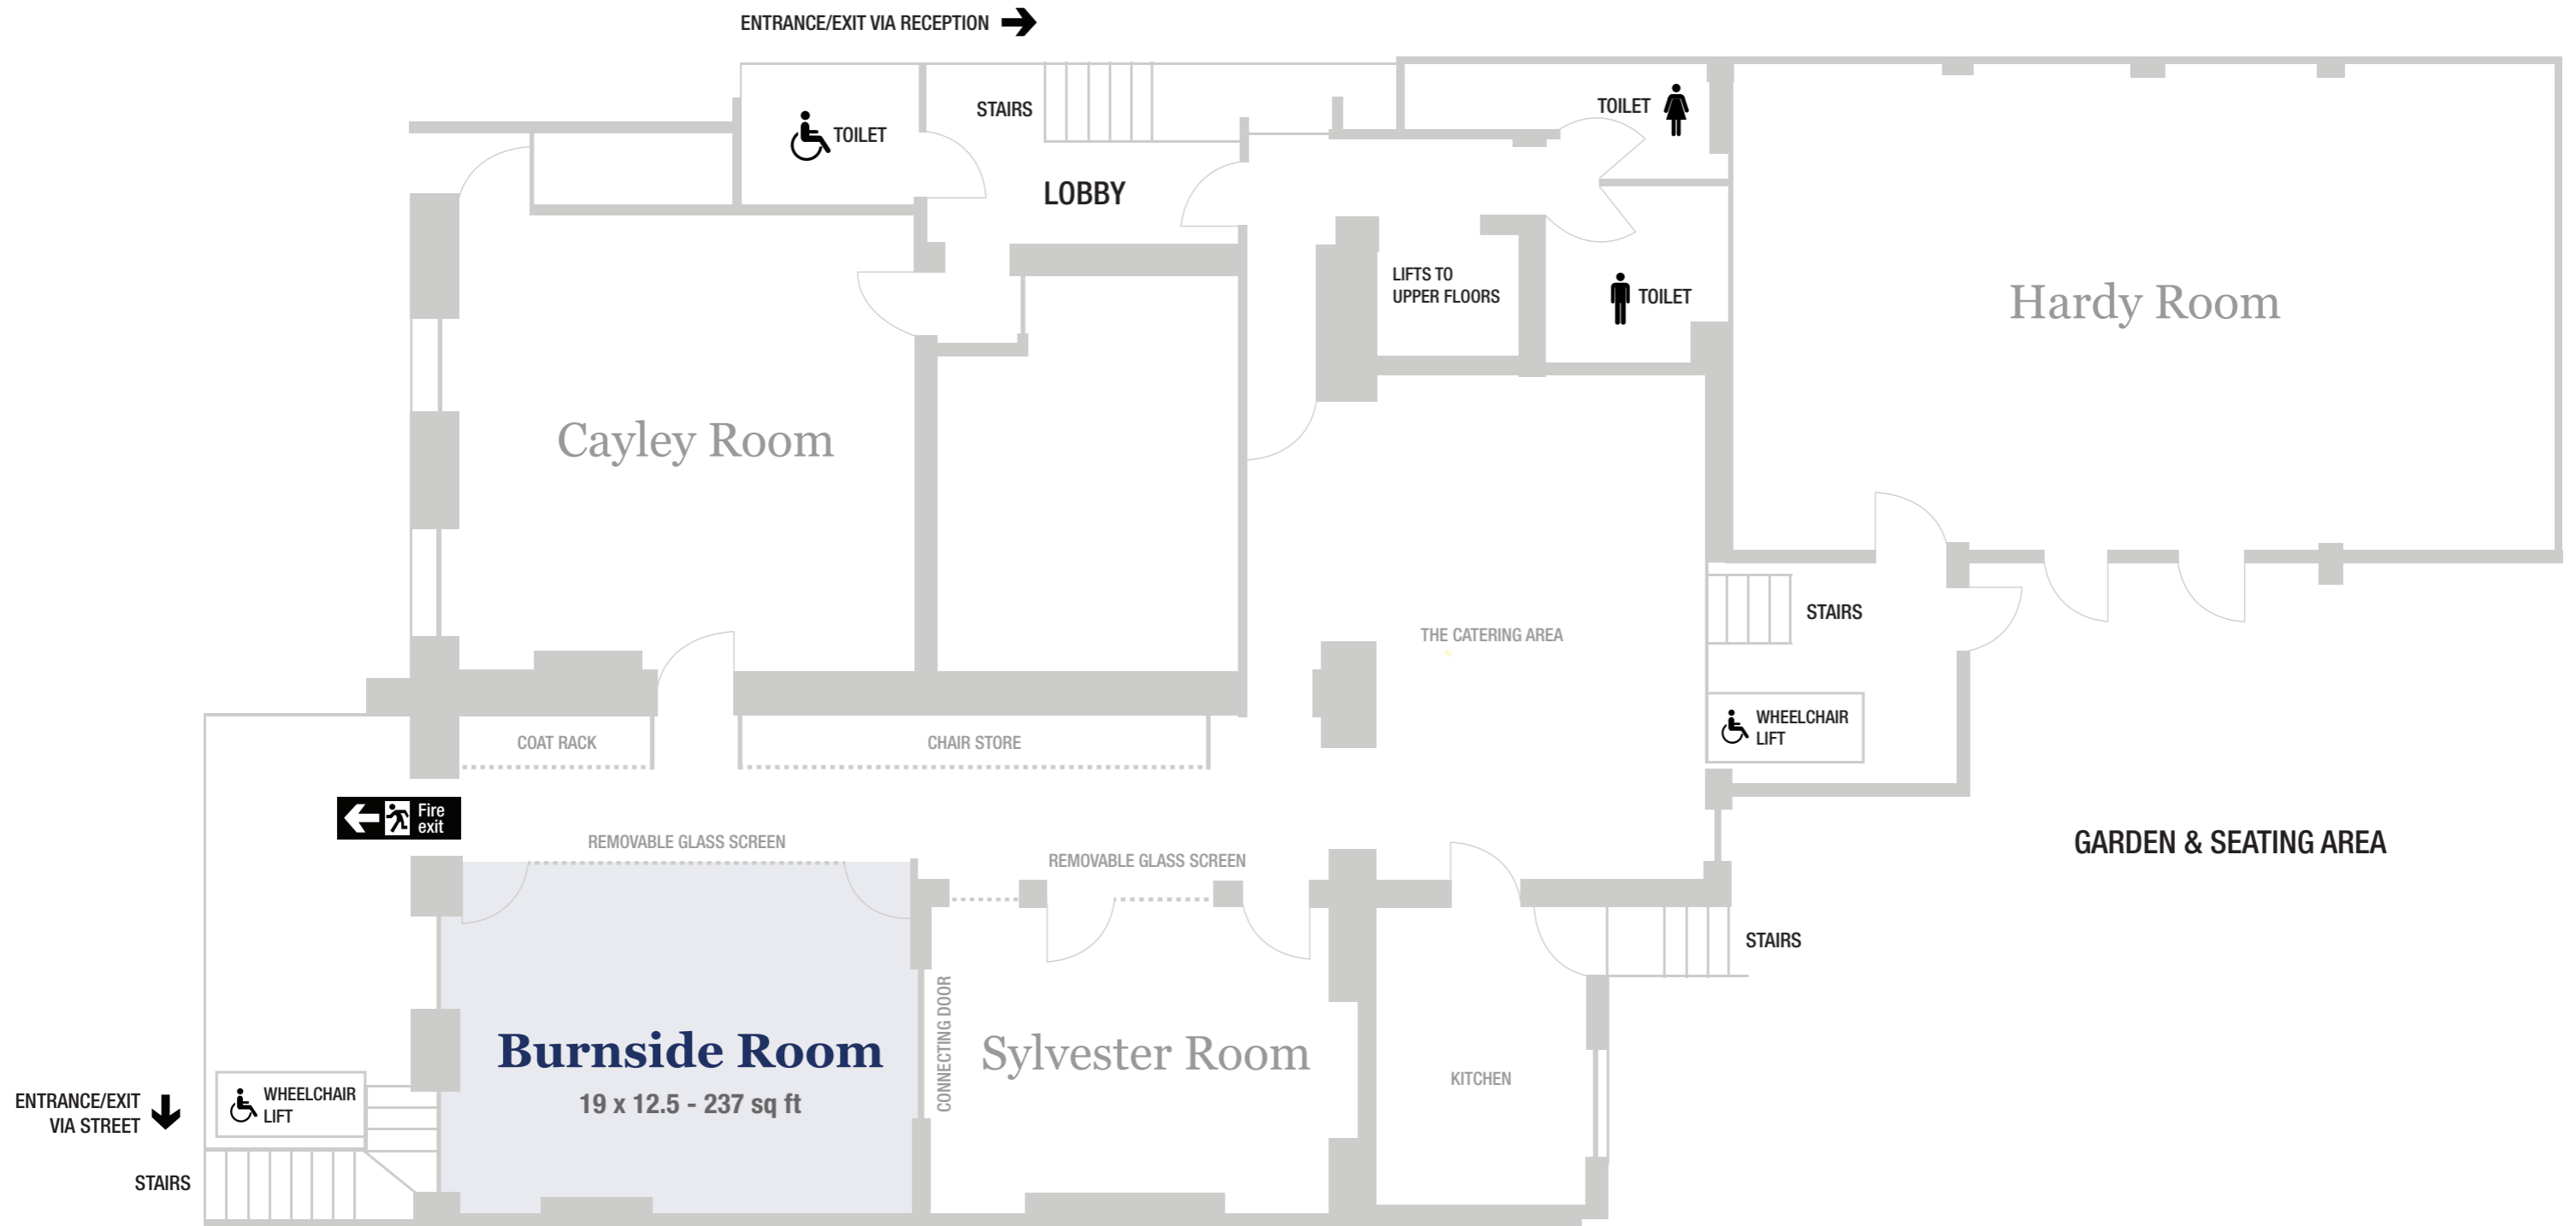 ENTRANCE/EXIT VIA RECEPTION
TOILET
STAIRS
TOILET
LOBBY
LIFTS TO
UPPER FLOORS
TOILET
Hardy Room
Cayley Room
STAIRS
THE CATERING AREA
WHEELCHAIR
LIFT
COAT RACK
CHAIR STORE
Fire
exit
REMOVABLE GLASS SCREEN
REMOVABLE GLASS SCREEN
GARDEN & SEATING AREA
STAIRS
CONNECTING DOOR
Burnside Room
19 x 12.5 - 237 sq ft
Sylvester Room
KITCHEN
ENTRANCE/EXIT
VIA STREET
WHEELCHAIR
LIFT
STAIRS